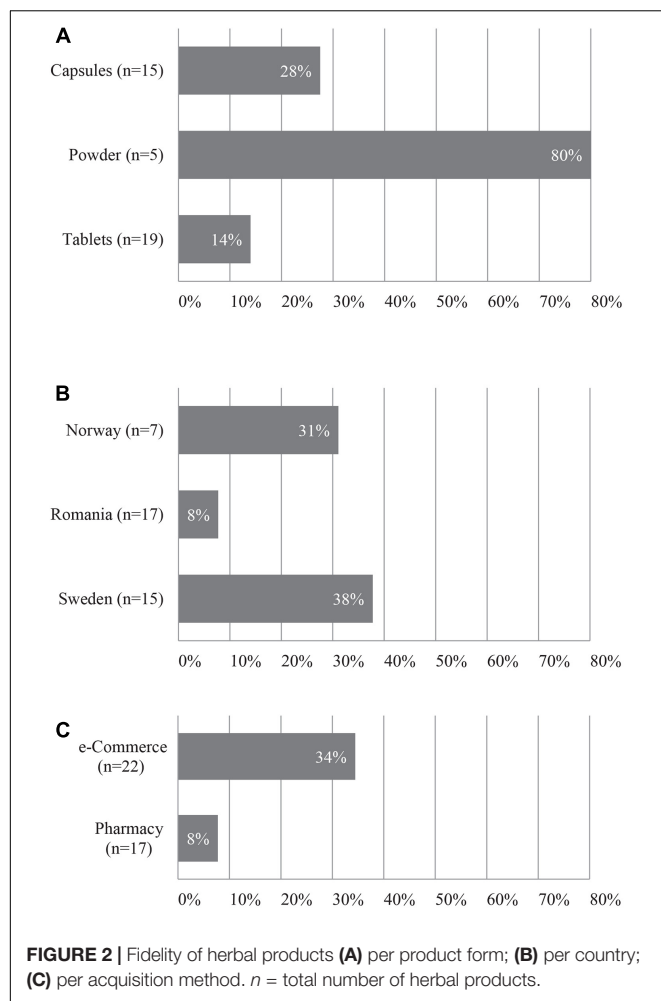 A
Capsules (n=15)
28%
Powder (n=5)
80%
Tablets (n=19)
14%
0% 10% 20% 30% 40% 50% 60% 70% 80%
B
Norway (n=7)
31%
Romania (n=17)
8%
Sweden (n=15)
38%
0% 10% 20% 30% 40% 50% 60% 70% 80%
C
e-Commerce
(n=22)
34%
Pharmacy
(n=17)
8%
0% 10% 20% 30% 40% 50% 60% 70% 80%
FIGURE 2 | Fidelity of herbal products (A) per product form; (B) per country;
(C) per acquisition method. n = total number of herbal products.